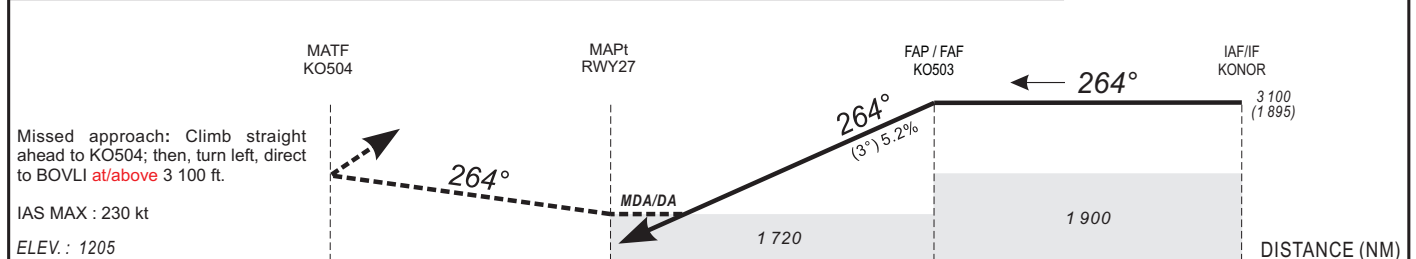 MATF
KO504
MAPt
RWY27
FAP / FAF
KO503
IAF/IF
KONOR
264°
3 100
(1 895)
264°
(3°) 5.2%
Missed approach: Climb straight
ahead to KO504; then, turn left, direct
to BOVLI at/above 3 100 ft.
264°
MDA/DA
IAS MAX : 230 kt
1 900
1 720
ELEV. : 1205
DISTANCE (NM)